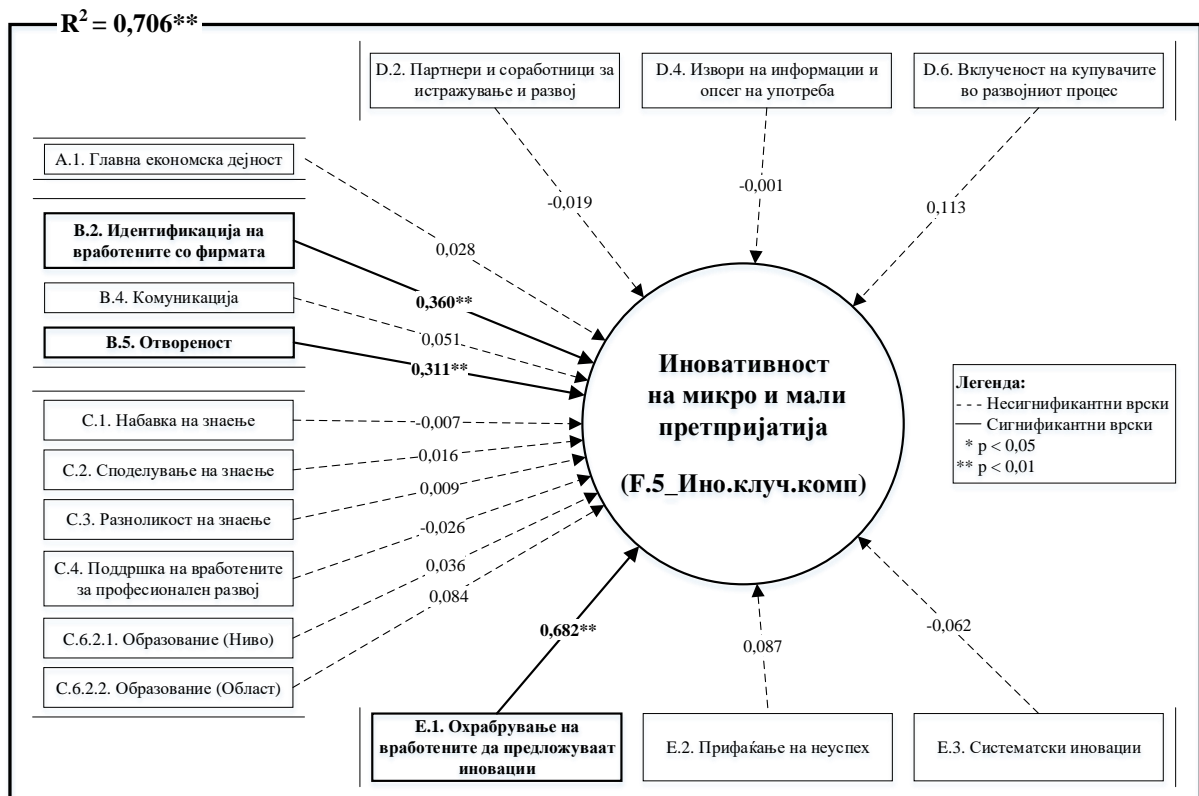 R² = 0,706**
D.2. Партнери и соработници за
истражување и развој
D.4. Извори на информации и
опсег на употреба
D.6. Вклученост на купувачите
во развојниот процес
A.1. Главна економска дејност
-0,019
-0,001
0,113
B.2. Идентификација на
вработените со фирмата
0,028
B.4. Комуникација
0,360**
B.5. Отвореност
0,051
0,311**
Иновативност
на микро и мали
претпријатија
(F.5_Ино.клуч.комп)
Легенда:
--- Несигнификантни врски
— Сигнификантни врски
* p < 0,05
** p < 0,01
C.1. Набавка на знаење
-0,007
C.2. Споделување на знаење
0,016
C.3. Разноликост на знаење
0,009
C.4. Поддршка на вработените
за професионален развој
-0,026
C.6.2.1. Образование (Ниво)
0,036
C.6.2.2. Образование (Област)
0,084
0,682**
0,087
-0,062
E.1. Охрабрување на
вработените да предложуваат
иновации
E.2. Прифаќање на неуспех
E.3. Систематски иновации